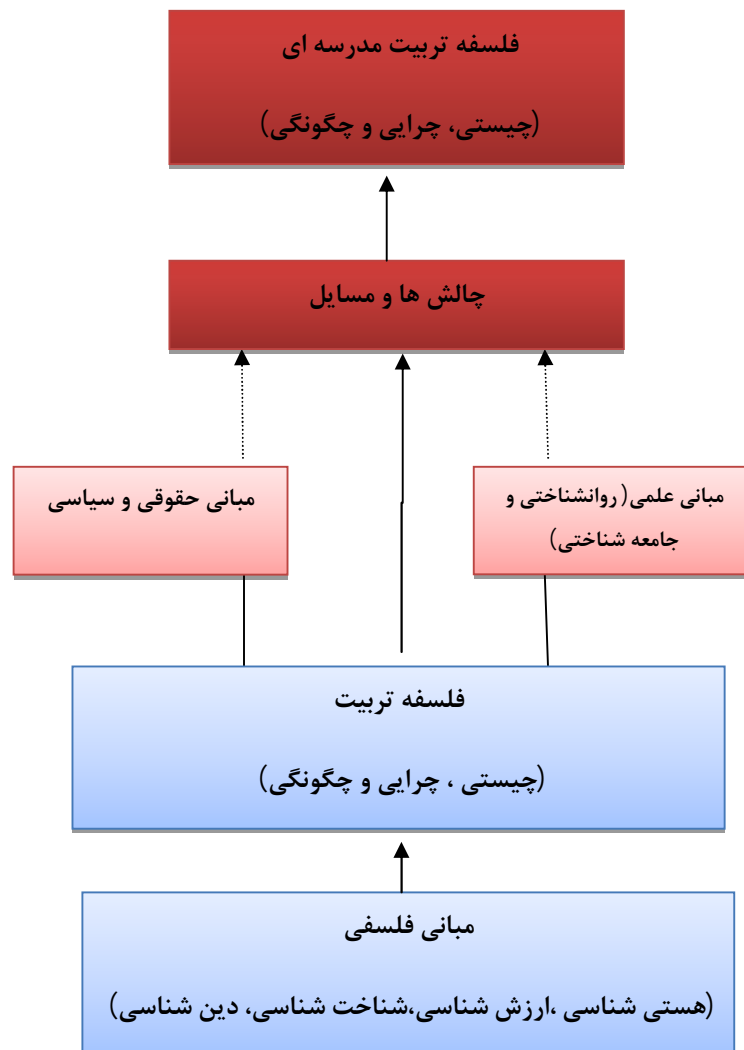 فلسفه تربیت مدرسه ای
(چیستی، چرایی و چگونگی)
چالش ها و مسایل
مبانی علمی(روانشناختی و
جامعه شناختی)
مبانی حقوقی و سیاسی
فلسفه تربیت
(چیستی ، چرایی و چگونگی)
مبانی فلسفی
(هستی شناسی ،ارزش شناسی،شناخت شناسی، دین شناسی)